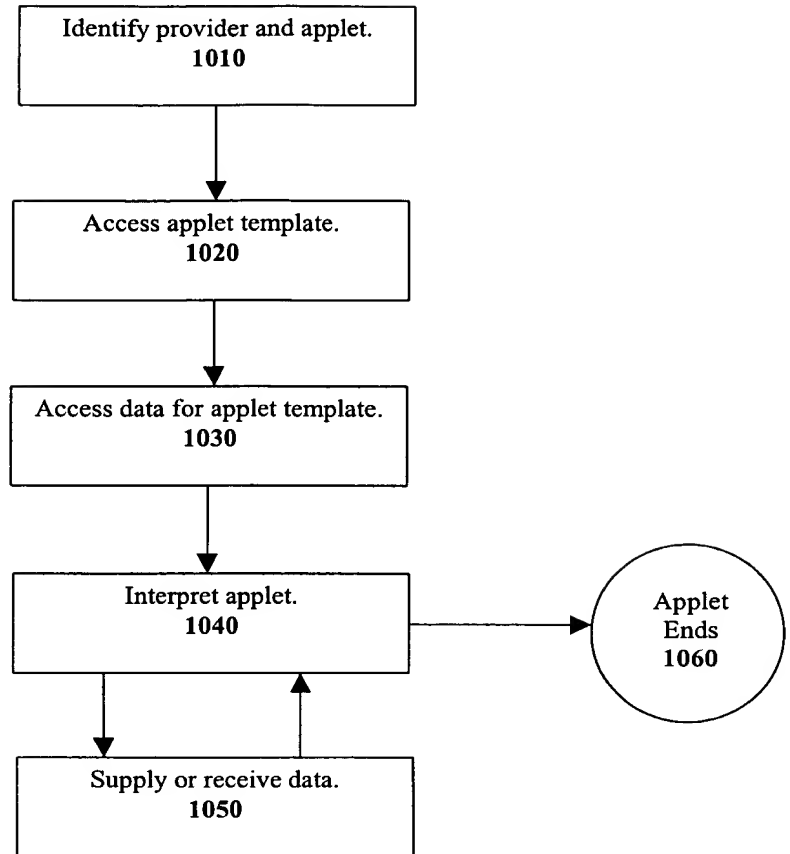 Identify provider and applet.
1010
Access applet template.
1020
Access data for applet template.
1030
Interpret applet.
1040
Applet
Ends
1060
Supply or receive data.
1050